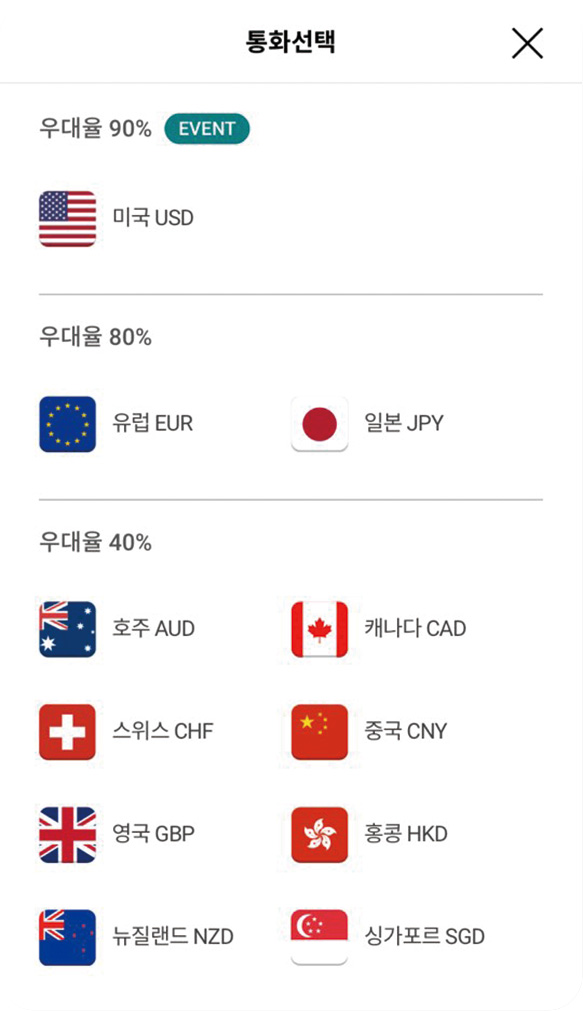 통화선택
우대율 90% EVENT
미국 USD
우대율 80%
유럽 EUR 일본 JPY
우대율 40%
호주 AUD 캐나다 CAD
스위스 CHF 중국 CNY
영국 GBP 홍콩 HKD
뉴질랜드 NZD 싱가포르 SGD